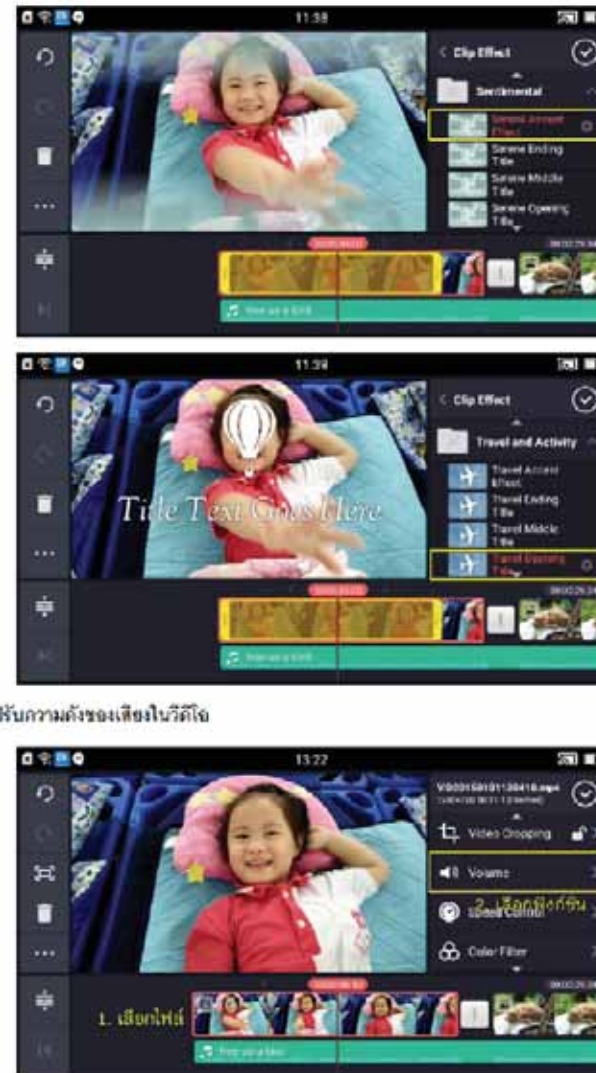 11:38
Clip Effect
Sentimental
Serene Accent
Effect
Serene Ending
Title
Serene Middle
Title
Serene Opening
Title
11:39
Clip Effect
Travel and Activity
Title Text Goes Here
Travel Accent
Effect
Travel Ending
Title
Travel Middle
Title
Travel Opening
Title
รับความดังของเสียงในวีดีโอ
13:22
Video Cropping
Volume
2. เลือกฟังก์ชัน
Speed Control
Color Filter
1. เลือกไฟล์